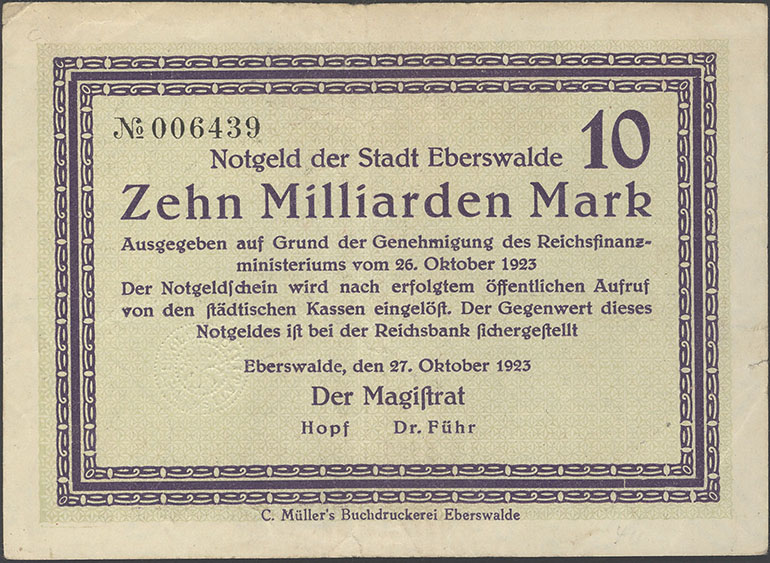 № 006439
Notgeld der Stadt Eberswalde 10
Zehn Milliarden Mark
Ausgegeben auf Grund der Genehmigung des Reichsfinanz-
ministeriums vom 26. Oktober 1923
Der Notgeldſchein wird nach erfolgtem öffentlichen Aufruf
von den ſtädtischen Kassen eingelöſt. Der Gegenwert dieses
Notgeldes iſt bei der Reichsbank ſichergeſtellt
Eberswalde, den 27. Oktober 1923
Der Magiſtrat
Hopf Dr. Führ
C. Müller's Buchdruckerei Eberswalde